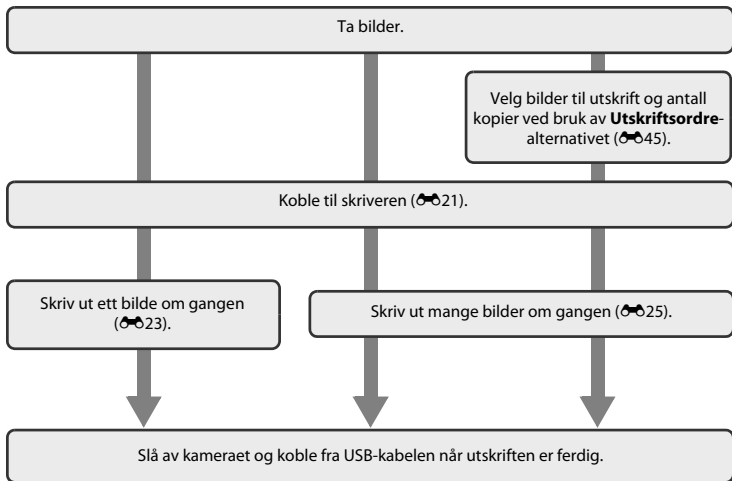 Ta bilder.
Velg bilder til utskrift og antall
kopier ved bruk av Utskriftsordre-
alternativet (45).
Koble til skriveren (21).
Skriv ut ett bilde om gangen
(23).
Skriv ut mange bilder om gangen (25).
Slå av kameraet og koble fra USB-kabelen når utskriften er ferdig.